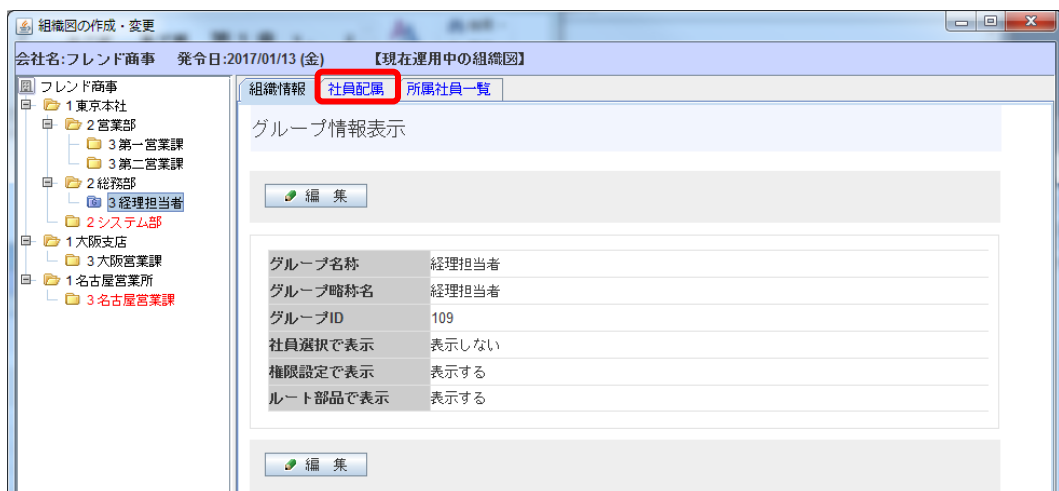 組織図の作成・変更
会社名:フレンド商事 発令日:2017/01/13 (金) 【現在運用中の組織図】
フレンド商事
1東京本社
2営業部
3第一営業課
3第二営業課
2総務部
3経理担当者
2システム部
1大阪支店
3大阪営業課
1名古屋営業所
3名古屋営業課
組織情報 社員配属 所属社員一覧
グループ情報表示
編 集
グループ名称 経理担当者
グループ略称名 経理担当者
グループID 109
社員選択で表示 表示しない
権限設定で表示 表示する
ルート部品で表示 表示する
編 集